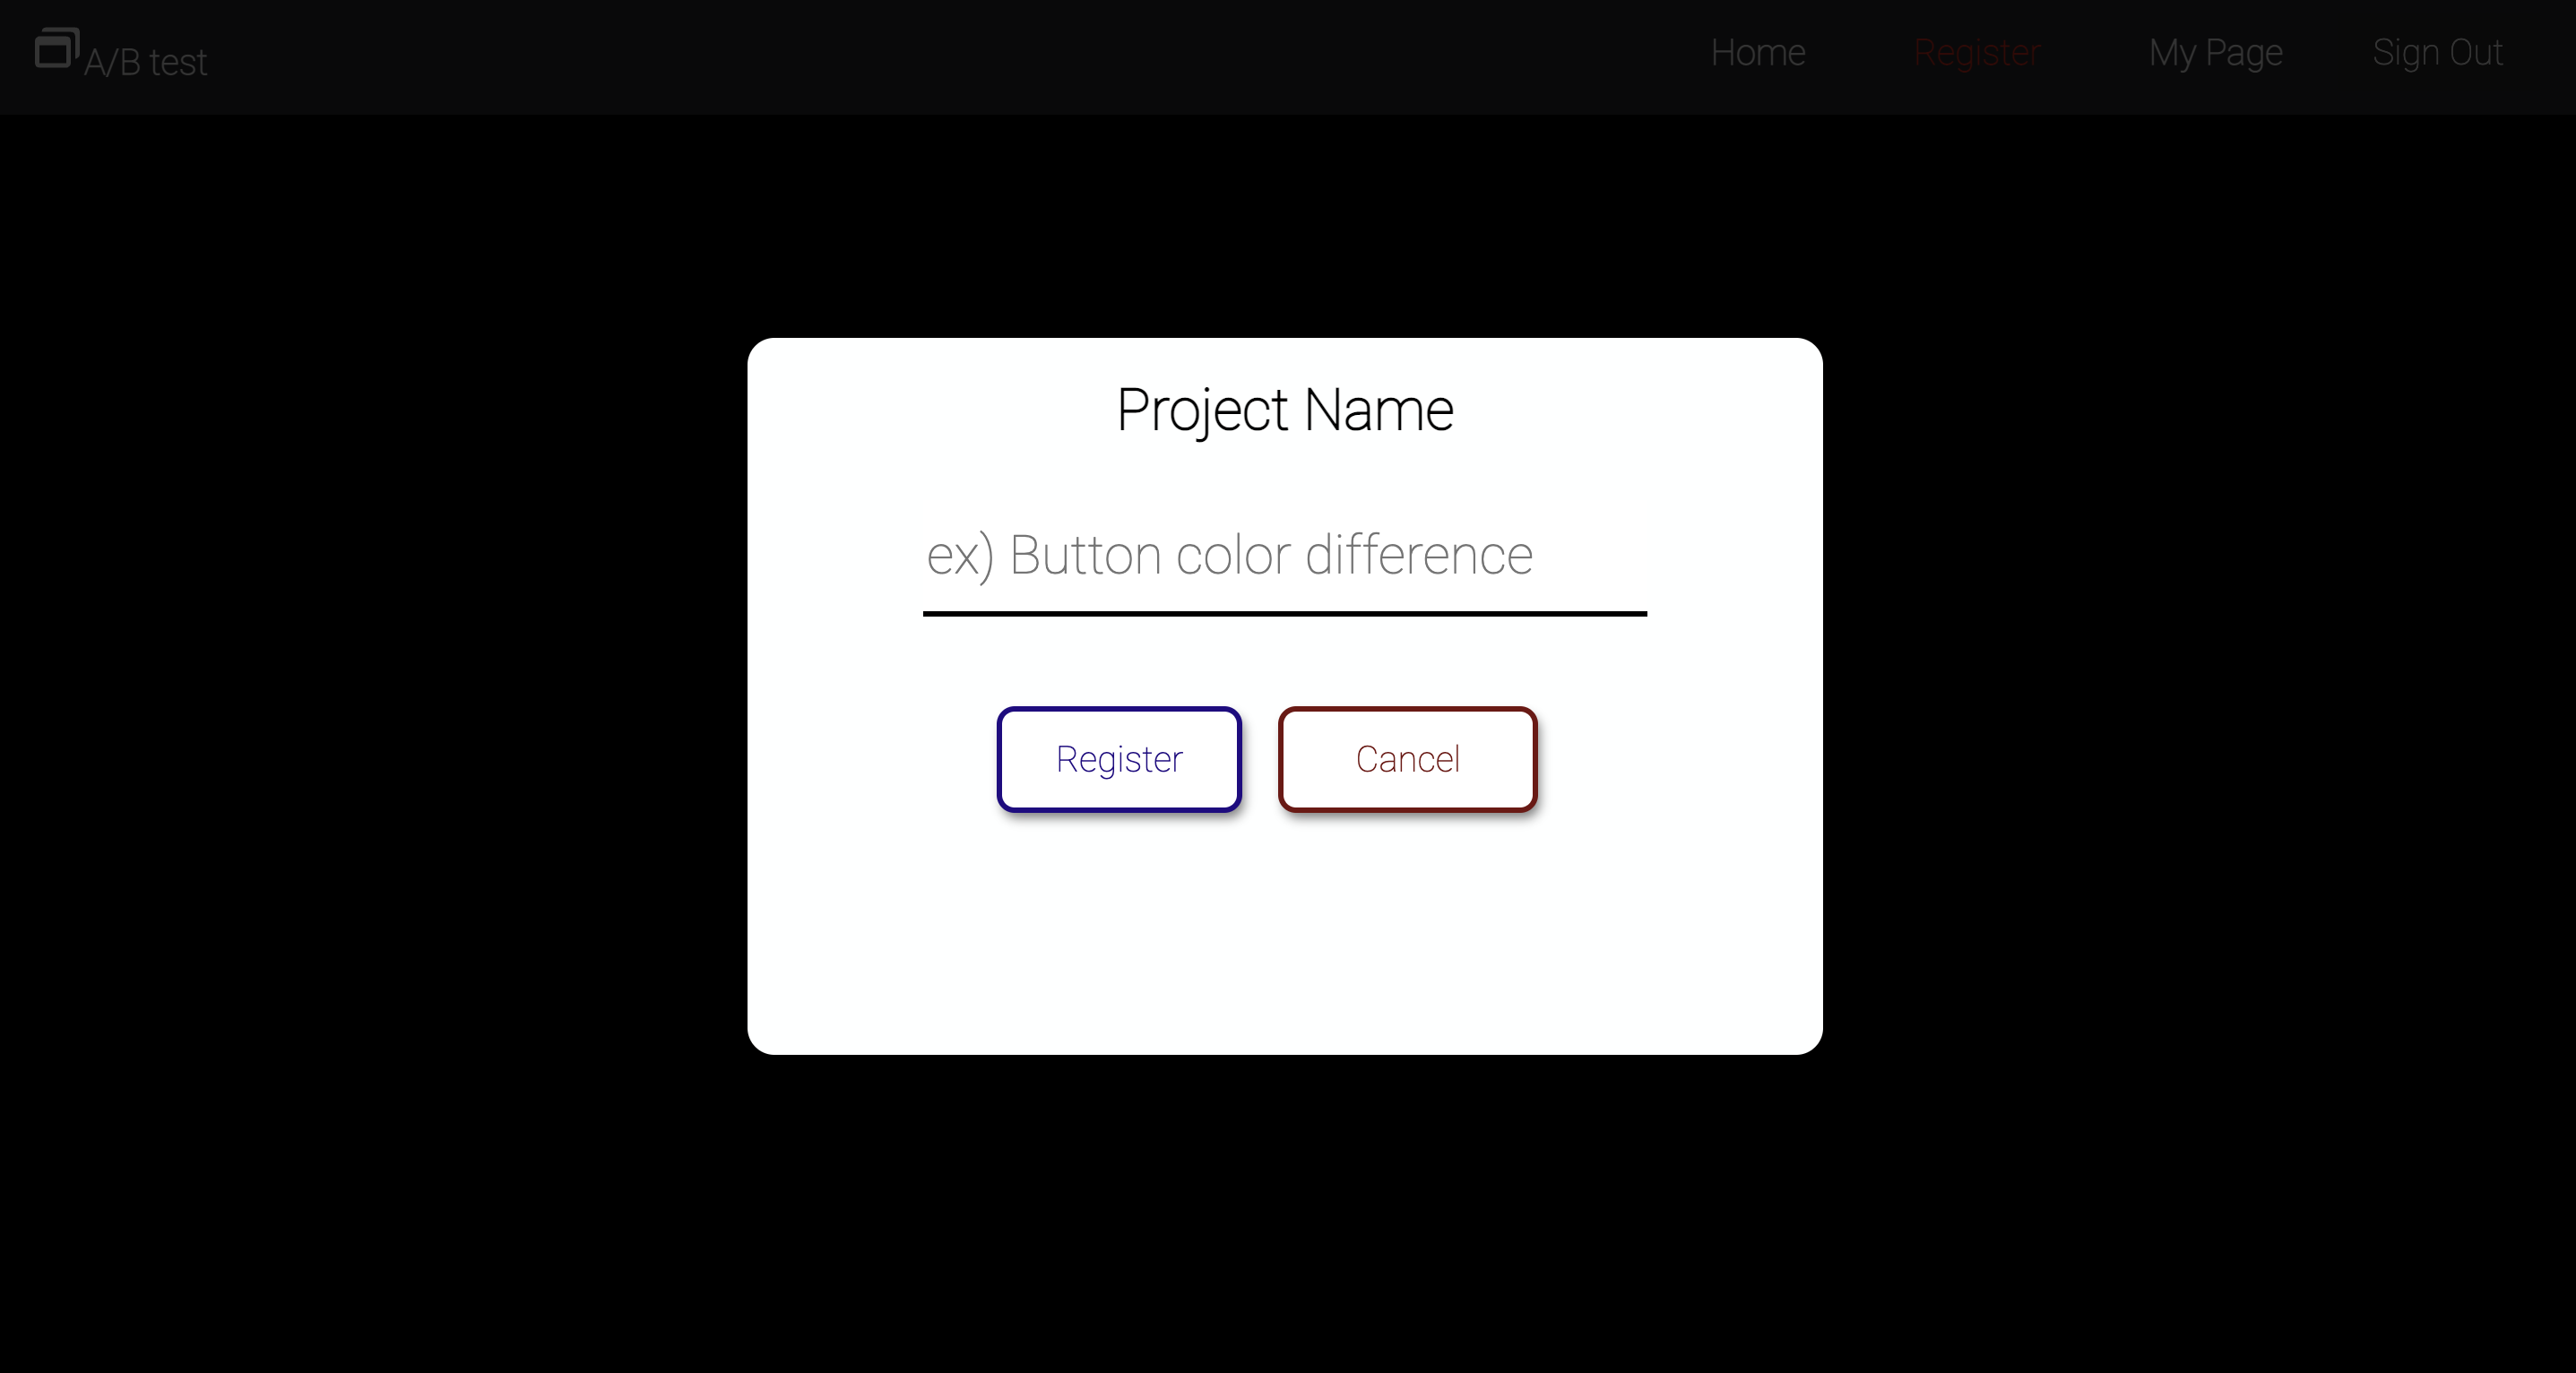 A/B test
Home Register My Page Sign Out
Project Name
ex) Button color difference
Register Cancel